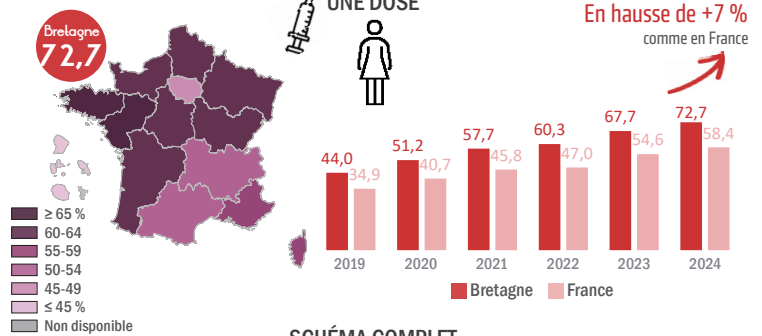 UNE DOSE
Bretagne
72,7
En hausse de +7 %
comme en France
≥ 65 %
60-64
55-59
50-54
45-49
≤ 45 %
Non disponible
44,0
34,9
51,2
40,7
57,7
45,8
60,3
47,0
67,7
54,6
72,7
58,4
2019
2020
2021
2022
2023
2024
Bretagne
France
SCHÉMA COMPLET